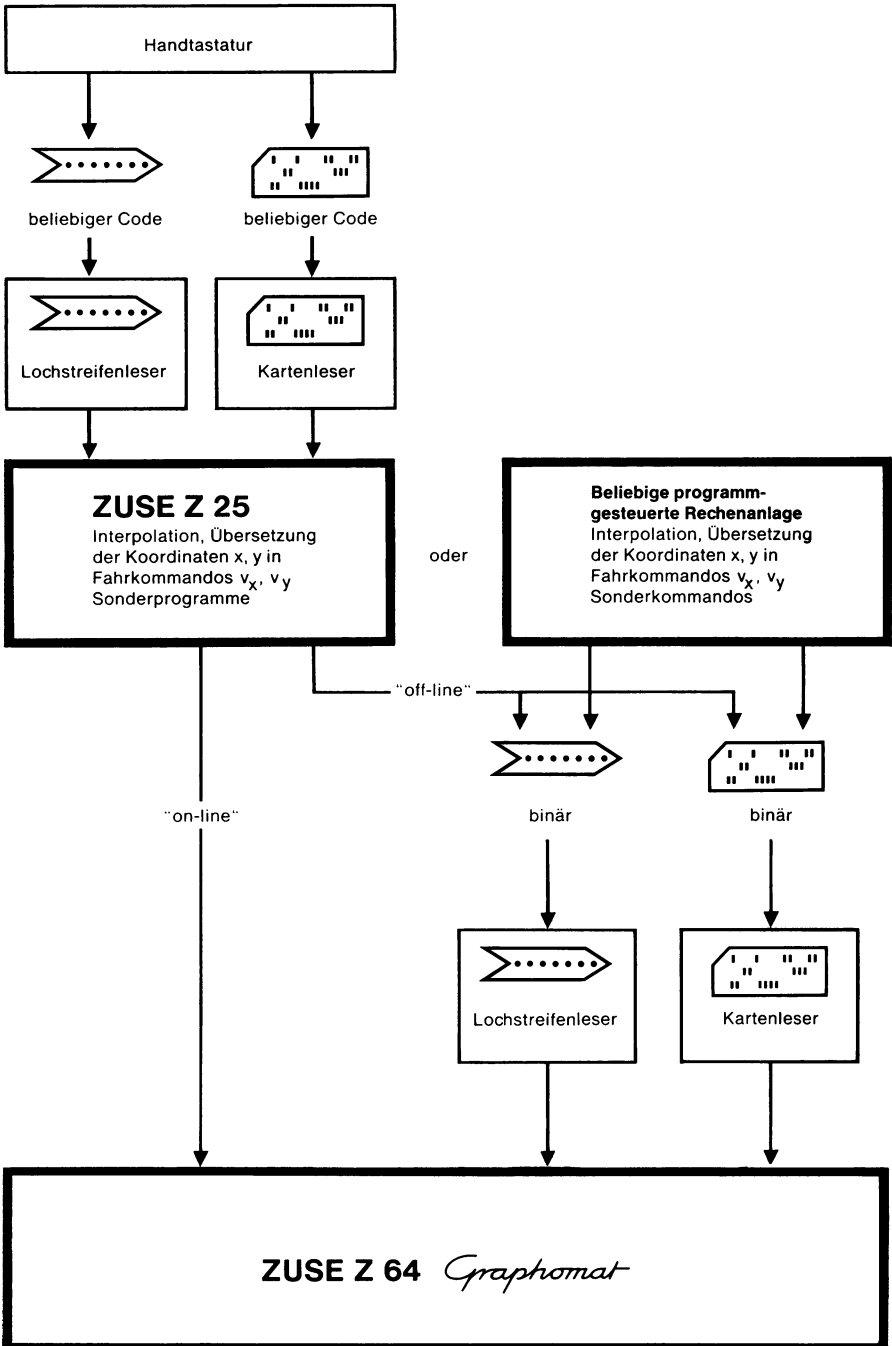 Handtastatur
beliebiger Code
beliebiger Code
Lochstreifenleser
Kartenleser
ZUSE Z 25
Interpolation, Übersetzung
der Koordinaten x, y in
Fahrkommandos vx, vy
Sonderprogramme
oder
Beliebige programm-
gesteuerte Rechenanlage
Interpolation, Übersetzung
der Koordinaten x, y in
Fahrkommandos vx, vy
Sonderkommandos
"off-line"
"on-line"
binär
binär
Lochstreifenleser
Kartenleser
ZUSE Z 64 Graphomat